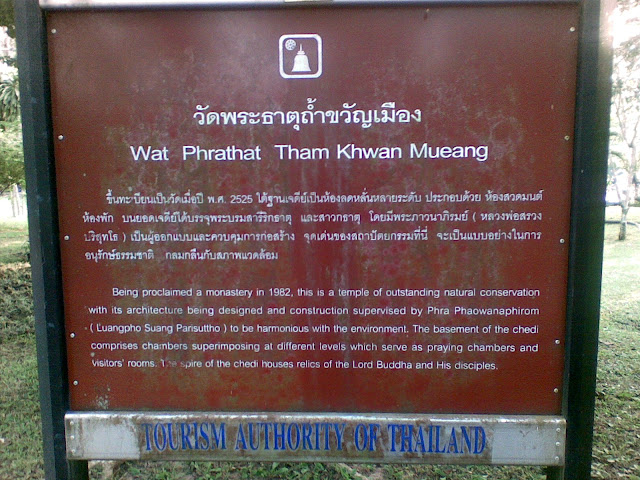 วัดพระธาตุถ้ำขวัญเมือง
Wat Phrathat Tham Khwan Mueang
ขึ้นทะเบียนเป็นวัดเมื่อปี พ.ศ. 2525 ใต้ฐานเจดีย์เป็นห้องลดหลั่นหลายระดับ ประกอบด้วย ห้องสวดมนต์
ห้องพัก บนยอดเจดีย์ได้บรรจุพระบรมสารีริกธาตุ และสาวกธาตุ โดยมีพระภาวนาภิรมย์ (หลวงพ่อสรวง
ปริสุทโธ) เป็นผู้ออกแบบและควบคุมการก่อสร้าง จุดเด่นของสถาปัตยกรรมที่นี่ จะเป็นแบบอย่างในการ
อนุรักษ์ธรรมชาติ กลมกลืนกับสภาพแวดล้อม
Being proclaimed a monastery in 1982, this is a temple of outstanding natural conservation
with its architecture being designed and construction supervised by Phra Phaowanaphirom
(Luangpho Suang Parisuttho) to be harmonious with the environment. The basement of the chedi
comprises chambers superimposing at different levels which serve as praying chambers and
visitors' rooms. The spire of the chedi houses relics of the Lord Buddha and His disciples.
TOURISM AUTHORITY OF THAILAND